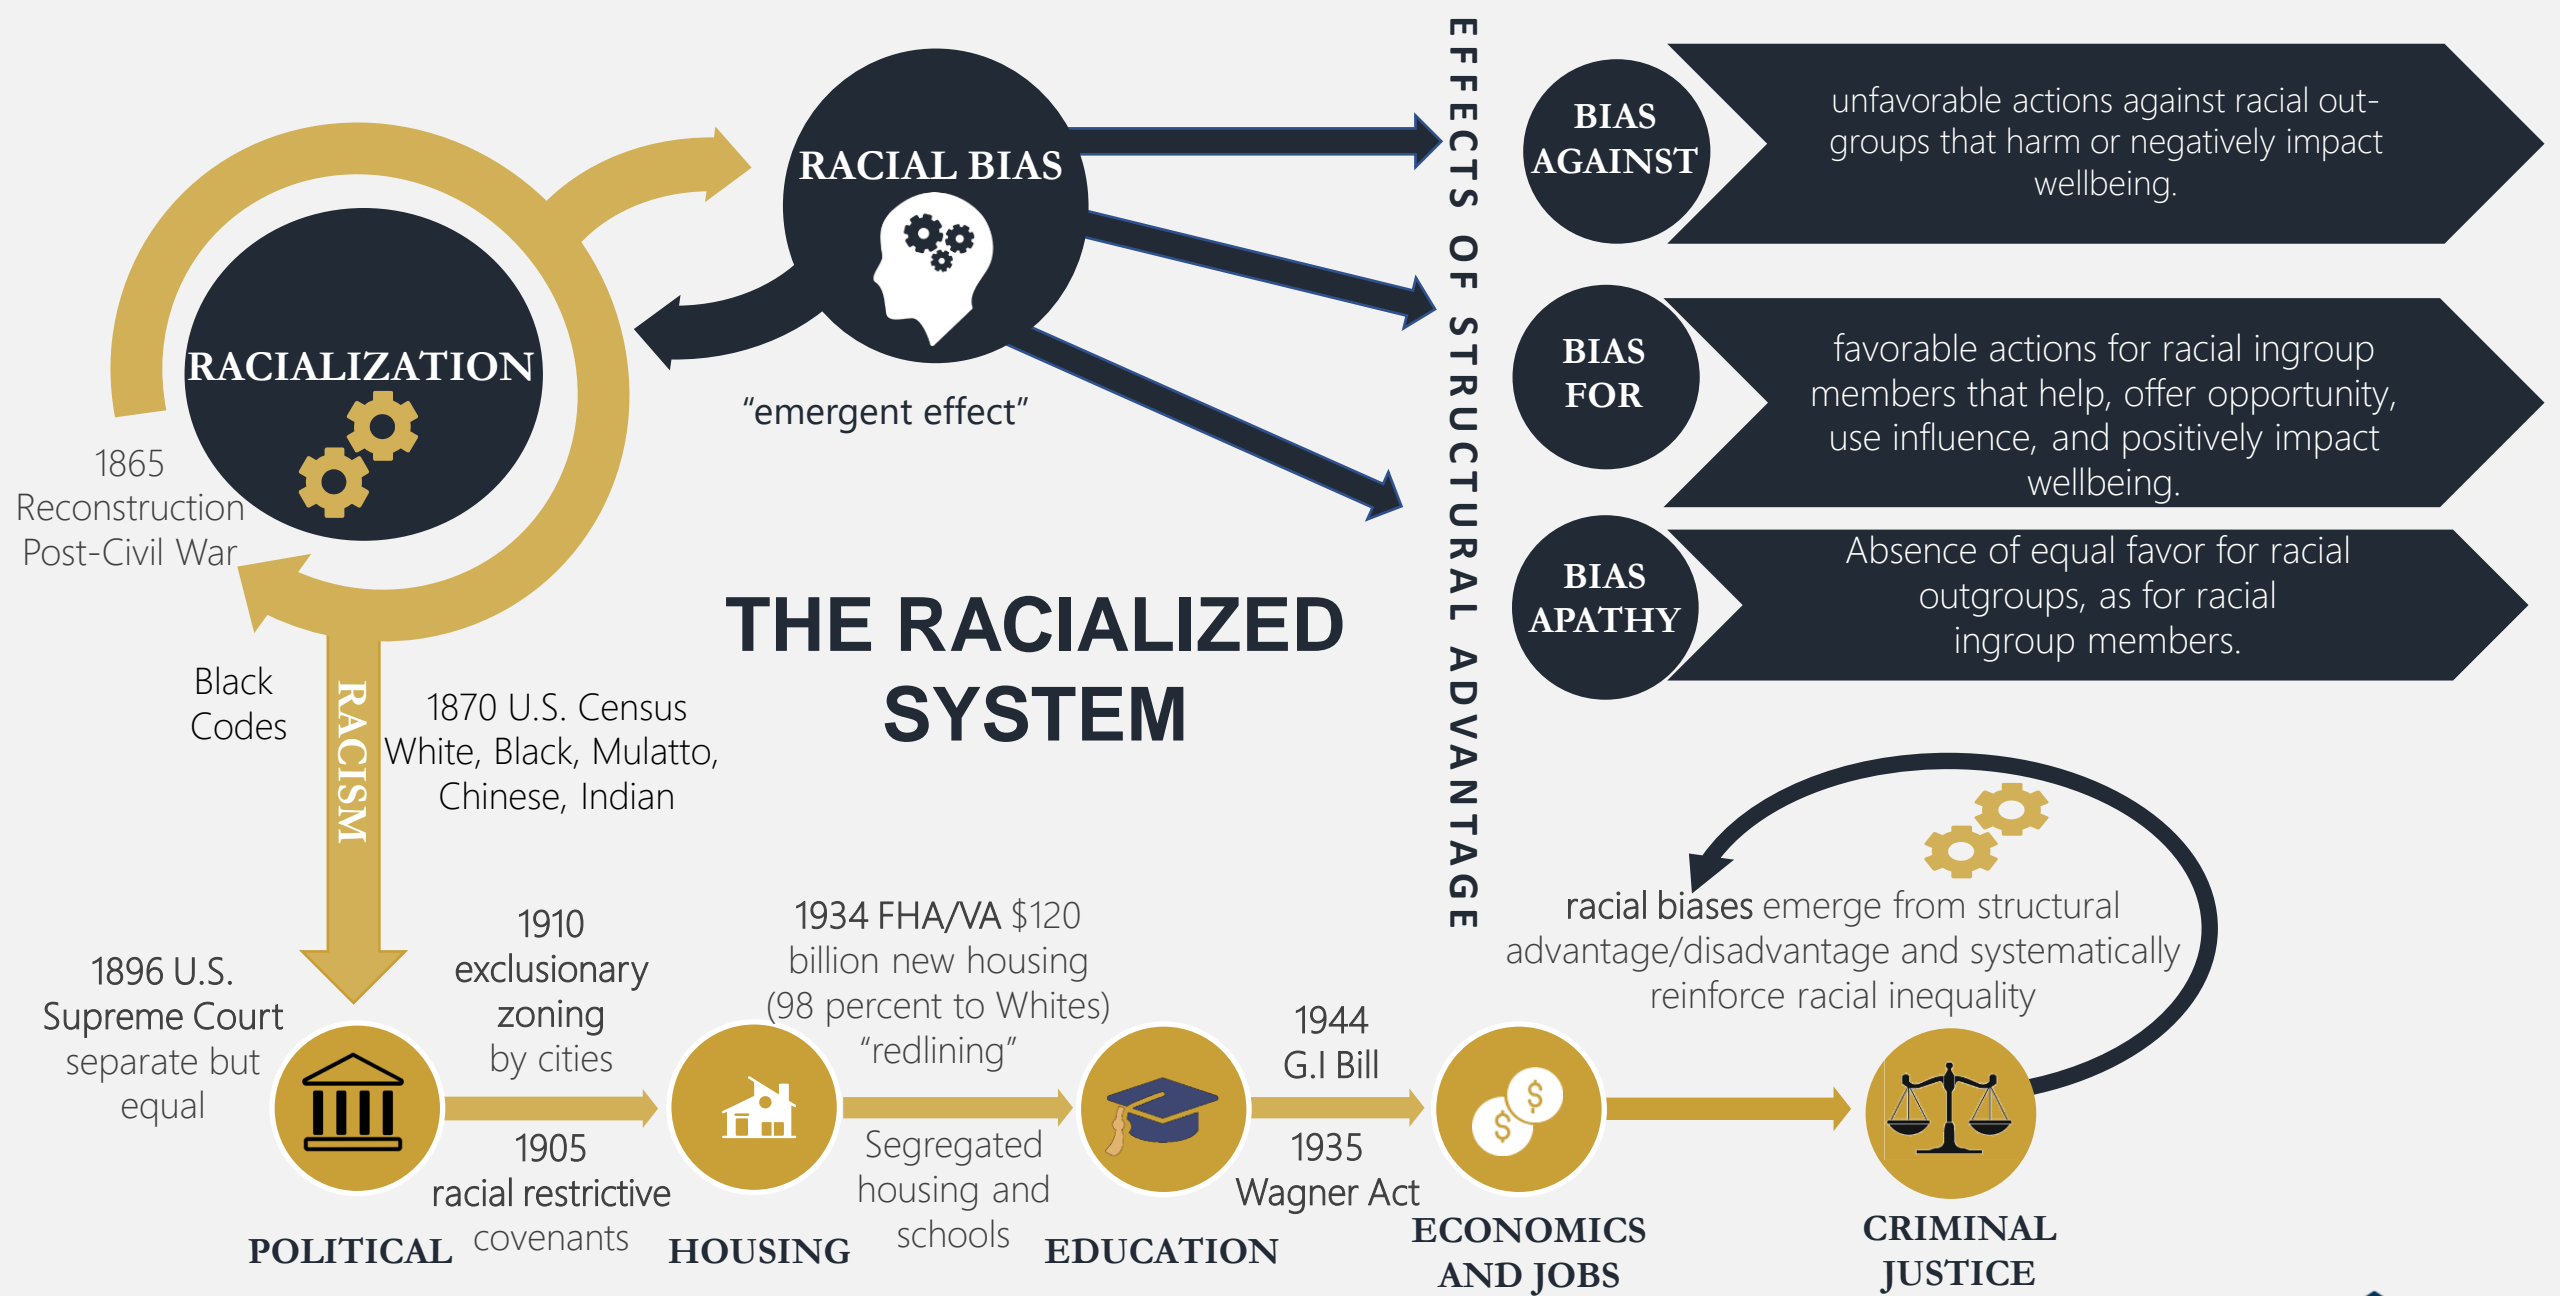 RACIALIZATION
1865
Reconstruction
Post-Civil War
RACIAL BIAS
“emergent effect”
EFFECTS OF STRUCTURAL ADVANTAGE
BIAS
AGAINST
unfavorable actions against racial out-
groups that harm or negatively impact
wellbeing.
BIAS
FOR
favorable actions for racial ingroup
members that help, offer opportunity,
use influence, and positively impact
wellbeing.
BIAS
APATHY
Absence of equal favor for racial
outgroups, as for racial
ingroup members.
THE RACIALIZED
SYSTEM
Black
Codes
RACISM
1870 U.S. Census
White, Black, Mulatto,
Chinese, Indian
1896 U.S.
Supreme Court
separate but
equal
POLITICAL
1910
exclusionary
zoning
by cities
1905
racial restrictive
covenants
HOUSING
1934 FHA/VA $120
billion new housing
(98 percent to Whites)
“redlining”
Segregated
housing and
schools
EDUCATION
1944
G.I Bill
1935
Wagner Act
$
$
ECONOMICS
AND JOBS
racial biases emerge from structural
advantage/disadvantage and systematically
reinforce racial inequality
CRIMINAL
JUSTICE